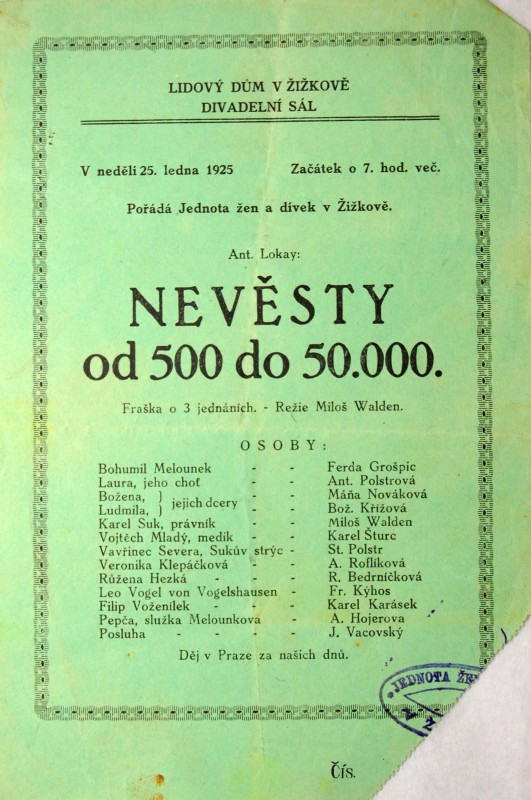 LIDOVÝ DŮM V ŽIŽKOVĚ
DIVADELNÍ SÁL
V neděli 25. ledna 1925 Začátek o 7. hod. več.
Pořádá Jednota žen a dívek v Žižkově.
Ant. Lokay:
NEVĚSTY
od 500 do 50.000.
Fraška o 3 jednáních. - Režie Miloš Walden.
OSOBY:
Bohumil Melounek - - Ferda Grošpic
Laura, jeho choť - - Ant. Polstrová
Božena, } jejich dcery - - Máňa Nováková
Ludmila, } - - Bož. Křížová
Karel Suk, právník - - Miloš Walden
Vojtěch Mladý, medik - - Karel Šturc
Vavřinec Severa, Sukův strýc - St. Polstr
Veronika Klepáčková - - A. Roflíková
Růžena Hezká - - - R. Bedrníčková
Leo Vogel von Vogelshausen - Fr. Kýhos
Filip Voženílek - - - Karel Karásek
Pepča, služka Melounkova - A. Hojerova
Posluha - - - - J. Vacovský
Děj v Praze za našich dnů.
JEDNOTA ŽE
V Ž
Čís.